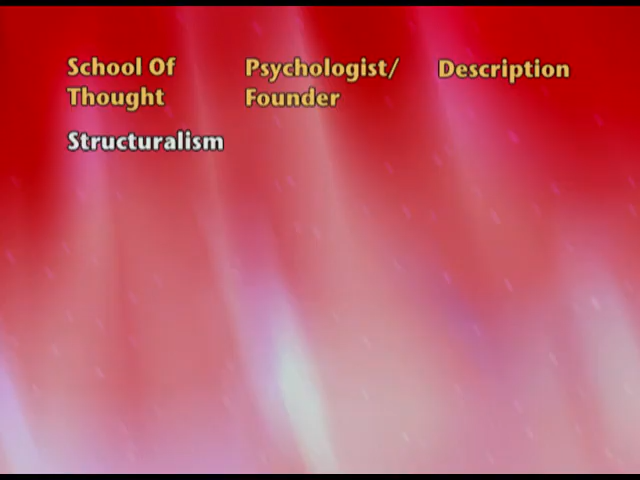 School Of
Thought
Psychologist/
Founder
Description
Structuralism